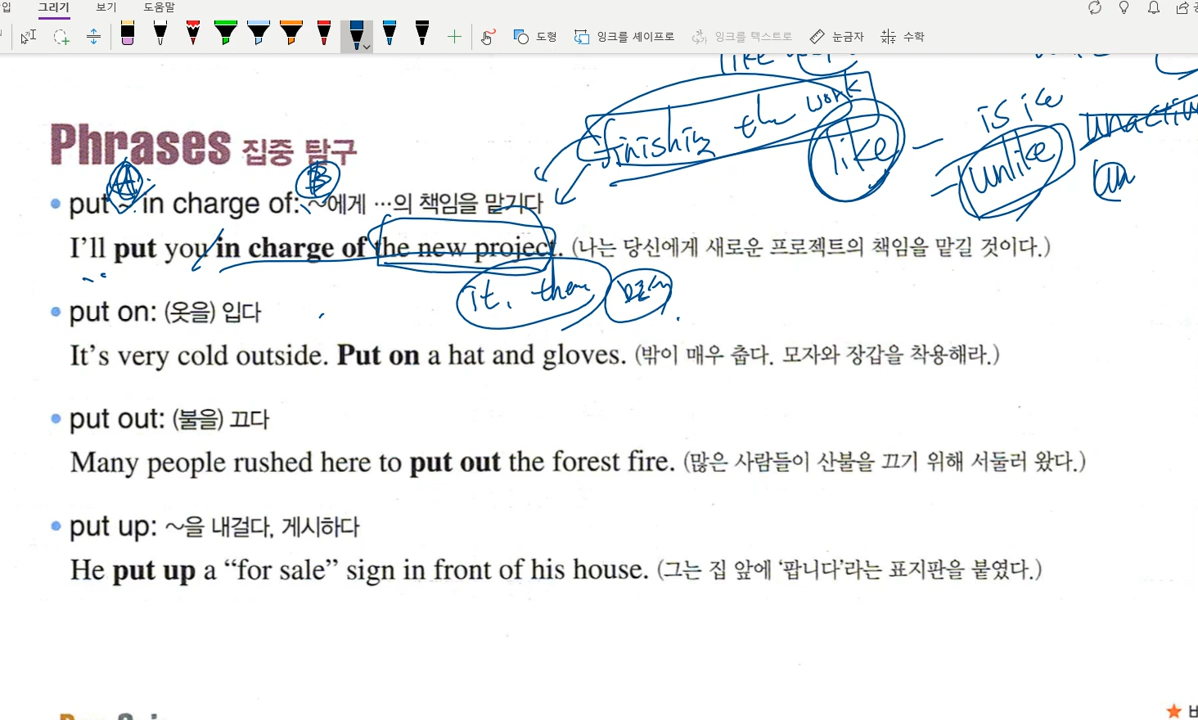 그리기 보기 도움말
도형 잉크를 셰이프로 잉크를 텍스트로 눈금자 수학
finishing the work
like – is ice
= unlike
un
Phrases 집중 탐구
A B
put ~ in charge of: ~에게 …의 책임을 맡기다
I'll put you in charge of the new project. (나는 당신에게 새로운 프로젝트의 책임을 맡길 것이다.)
it, them
put on: (옷을) 입다
It's very cold outside. Put on a hat and gloves. (밖이 매우 춥다. 모자와 장갑을 착용해라.)
put out: (불을) 끄다
Many people rushed here to put out the forest fire. (많은 사람들이 산불을 끄기 위해 서둘러 왔다.)
put up: ~을 내걸다, 게시하다
He put up a “for sale” sign in front of his house. (그는 집 앞에 ‘팝니다’라는 표지판을 붙였다.)